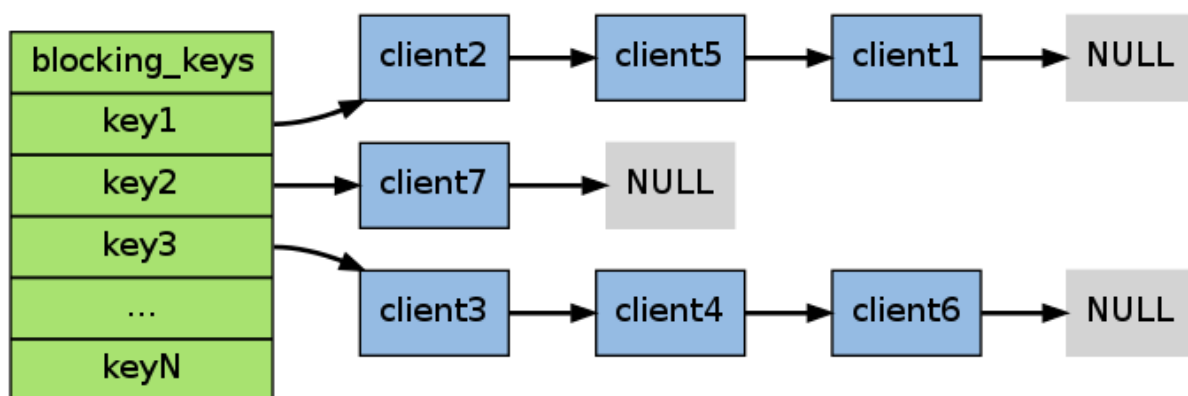 blocking_keys
key1
key2
key3
...
keyN
client2
client5
client1
NULL
client7
NULL
client3
client4
client6
NULL